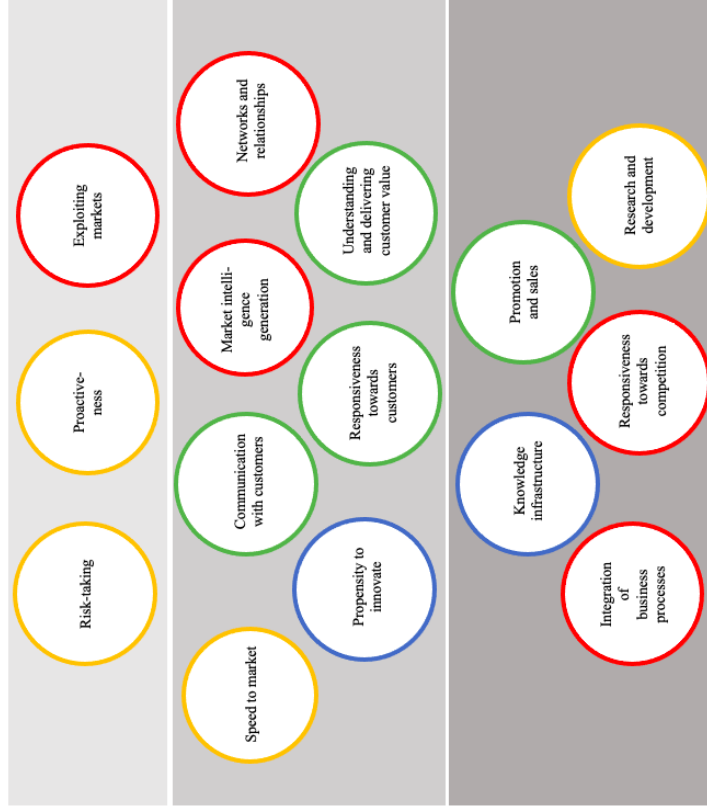 Risk-taking
Proactive-
ness
Exploiting
markets
Speed to market
Communication
with customers
Market intelli-
gence
generation
Networks and
relationships
Propensity to
innovate
Responsiveness
towards
customers
Understanding
and delivering
customer value
Knowledge
infrastructure
Promotion
and sales
Integration
of
business
processes
Responsiveness
towards
competition
Research and
development